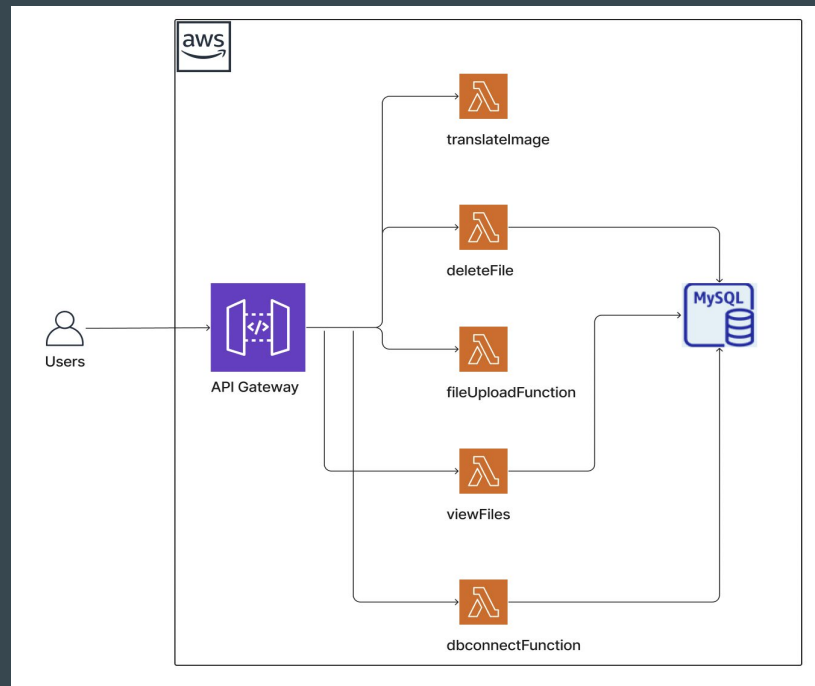 aws
translateImage
deleteFile
MySQL
</>
Users
API Gateway
fileUploadFunction
viewFiles
dbconnectFunction